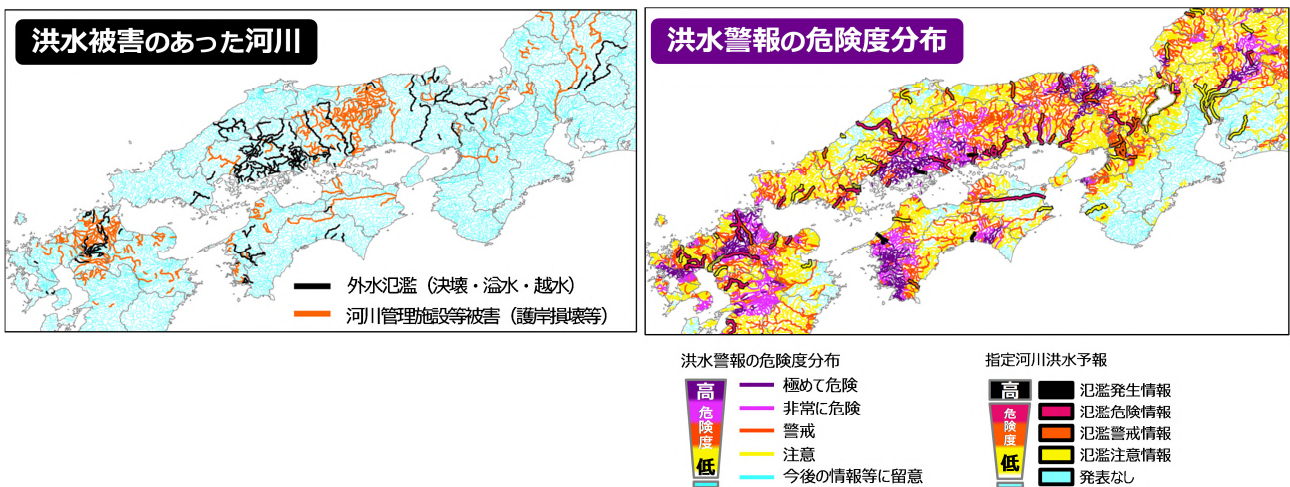 洪水被害のあった河川
外水氾濫（決壊・溢水・越水）
河川管理施設等被害（護岸損壊等）
洪水警報の危険度分布
洪水警報の危険度分布
高
危険度
低
極めて危険
非常に危険
警戒
注意
今後の情報等に留意
指定河川洪水予報
高
危険度
低
氾濫発生情報
氾濫危険情報
氾濫警戒情報
氾濫注意情報
発表なし